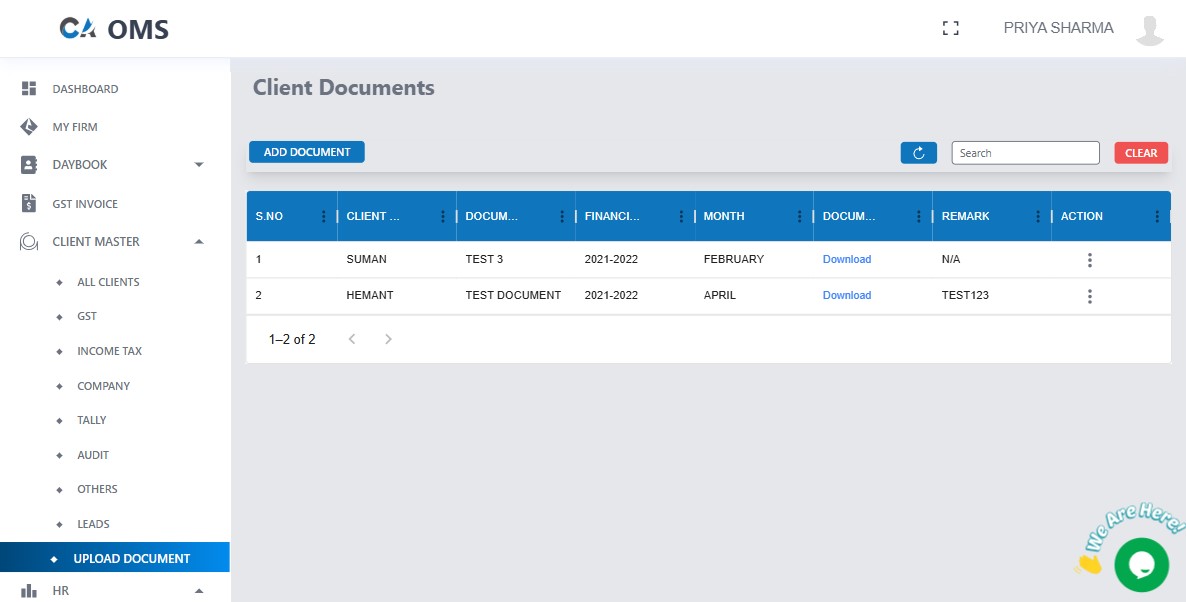 CA OMS
PRIYA SHARMA
DASHBOARD
MY FIRM
DAYBOOK
GST INVOICE
CLIENT MASTER
ALL CLIENTS
GST
INCOME TAX
COMPANY
TALLY
AUDIT
OTHERS
LEADS
UPLOAD DOCUMENT
HR
Client Documents
ADD DOCUMENT
Search
CLEAR
S.NO CLIENT ... DOCUM... FINANCI... MONTH DOCUM... REMARK ACTION
1 SUMAN TEST 3 2021-2022 FEBRUARY Download N/A
2 HEMANT TEST DOCUMENT 2021-2022 APRIL Download TEST123
1–2 of 2
We Are Here!